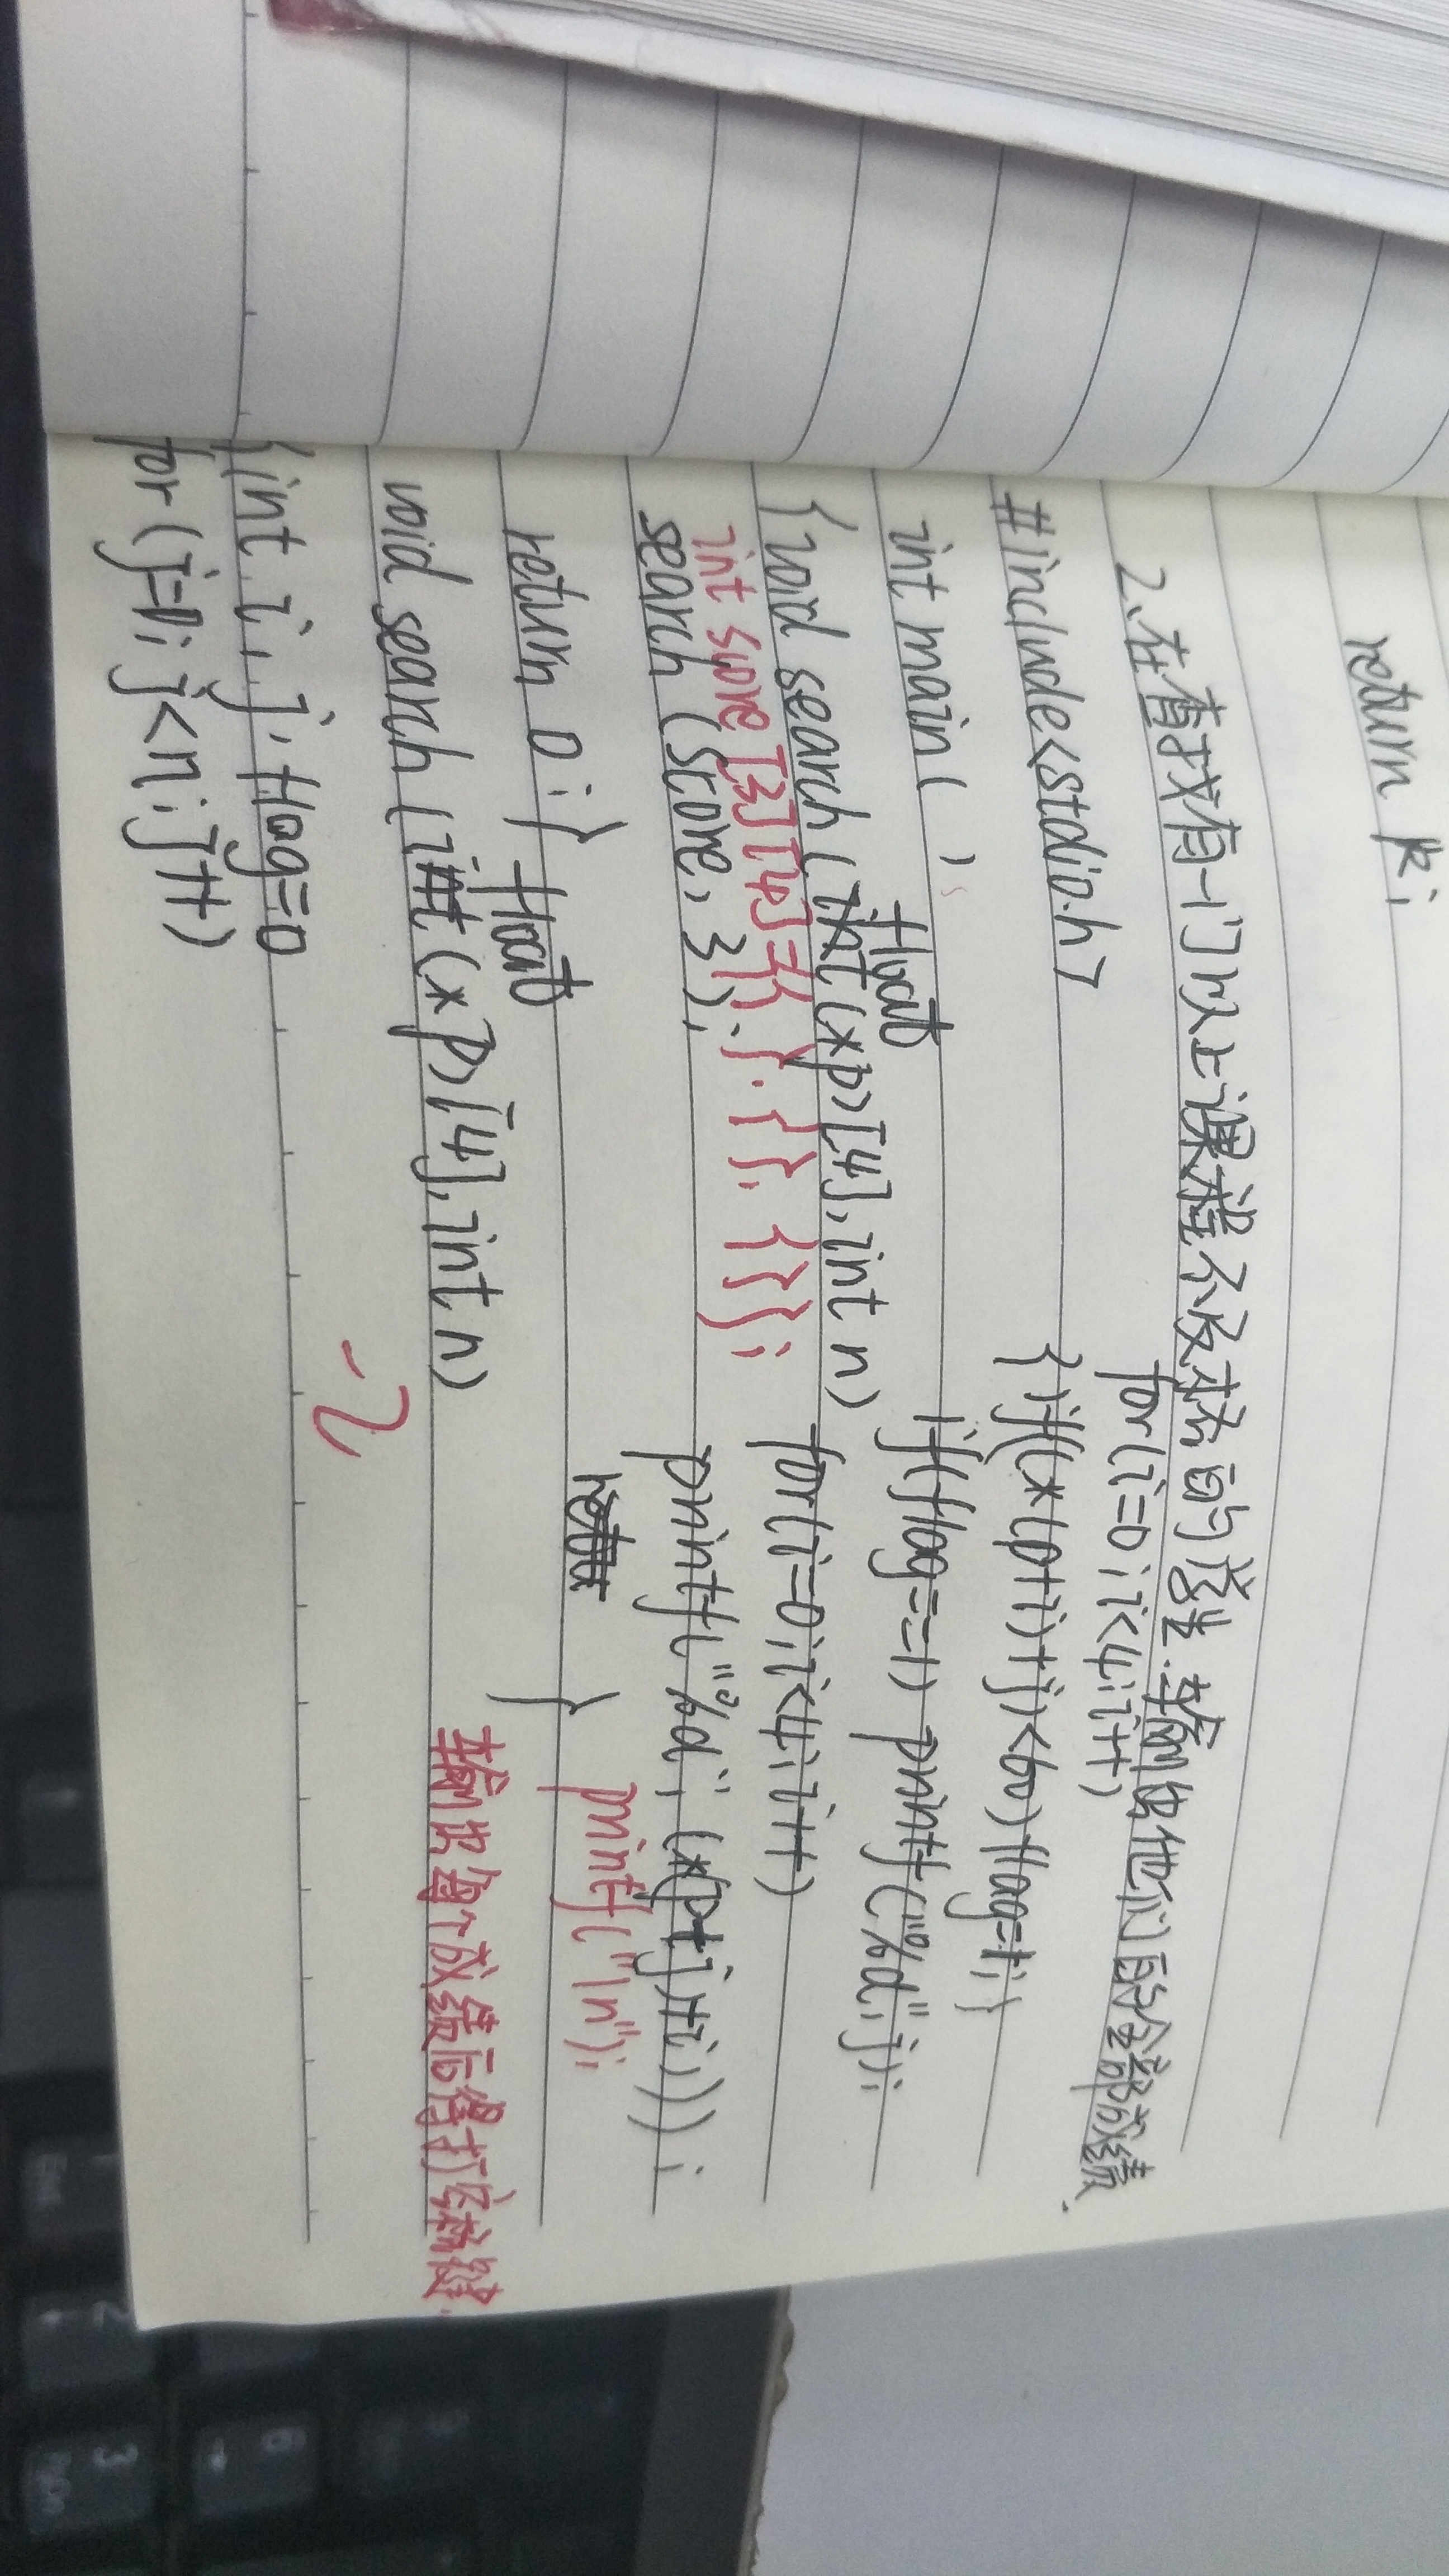 return k;
2、在查找有一门以上课程不及格的学生.输出他们的全部成绩.
#include<stdio.h>
int main( )
float
{void search(int(*p)[4],int n)
int score[3][4]={{ }.{},{}};
search(score,3);
return 0;}
float
void search(int(*p)[4],int n)
-2
{int i,j,flag=0
for(j=0;j<n;j++)
for(i=0;i<4;i++)
{if((*(p+i)+j)<60)flag=1;}
if(flag==1) printf("%d",j);
for(i=0;i<4;i++)
printf("%d",(*(p+j)+i)));
retu }
printf("\n");
输出每个成绩后得打空格键.